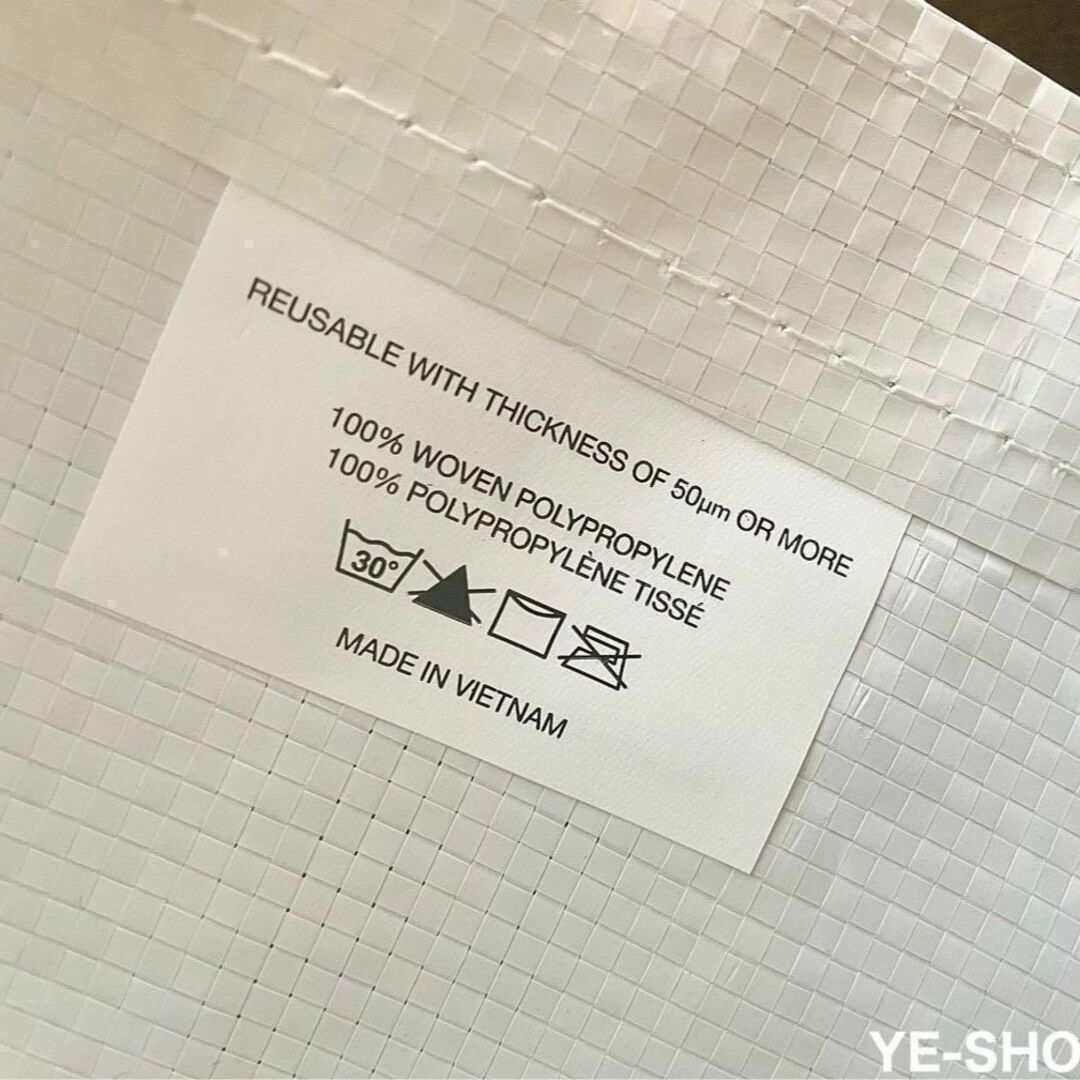 REUSABLE WITH THICKNESS OF 50µm OR MORE
100% WOVEN POLYPROPYLENE
100% POLYPROPYLÈNE TISSÉ
30°
MADE IN VIETNAM
YE-SHO